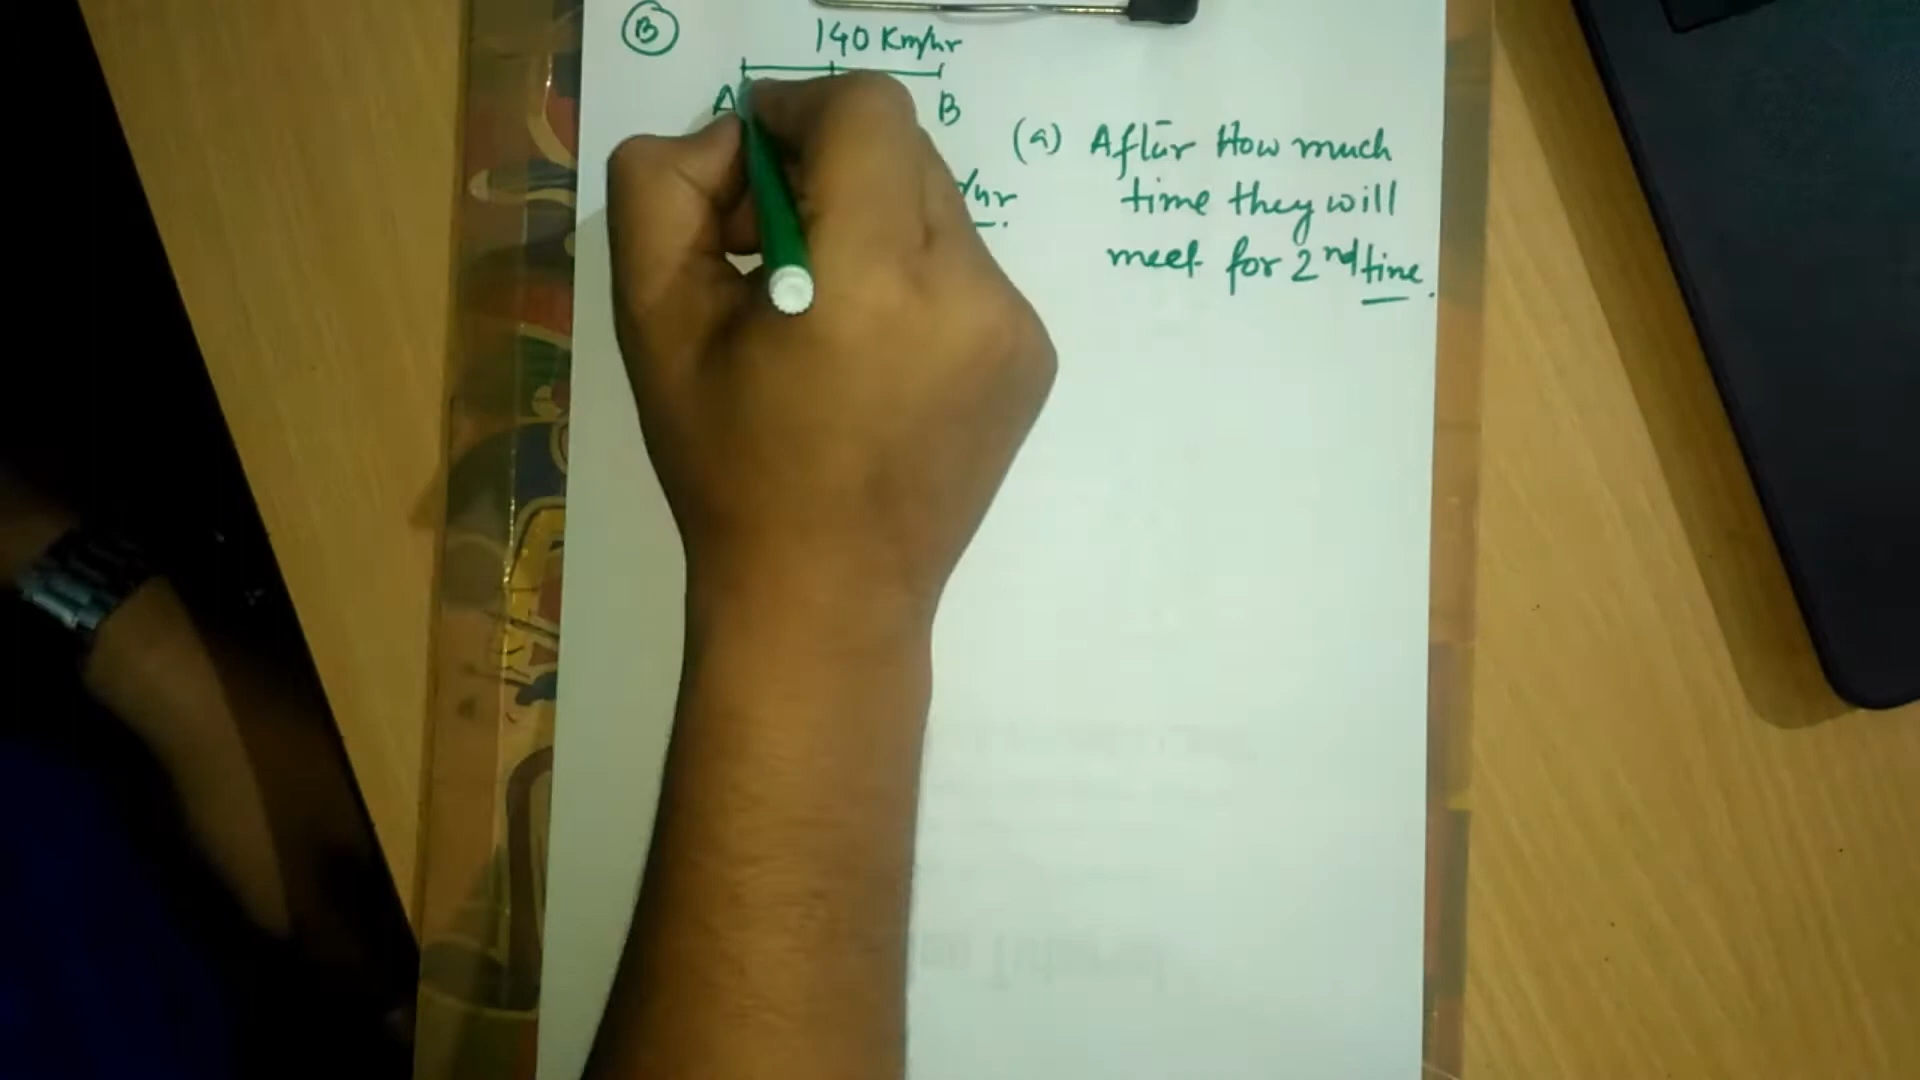 B
140 Km/hr
A B
/hr
(a) After How much
time they will
meet for 2nd time.